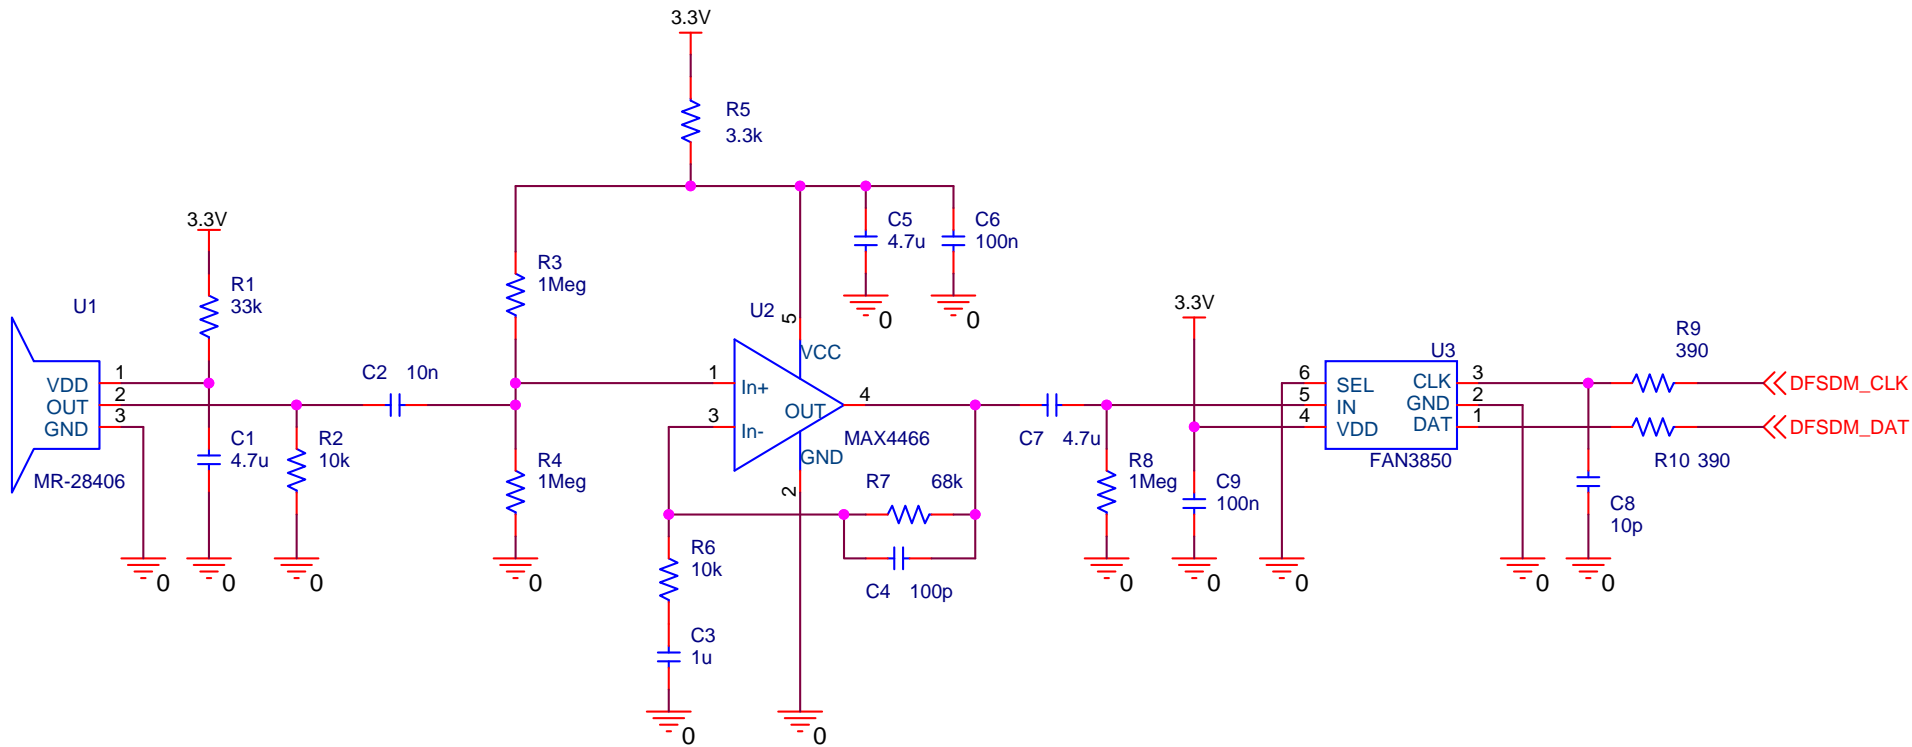 3.3V
R5
3.3k
3.3V
C5
4.7u
C6
100n
0
0
R1
33k
R3
1Meg
U1
1
VDD
2
OUT
3
GND
MR-28406
C1
4.7u
R2
10k
0
0
0
C2 10n
R4
1Meg
0
U2
5
VCC
1
In+
3
In-
OUT
4
MAX4466
GND
2
R7 68k
C4 100p
R6
10k
C3
1u
0
0
C7 4.7u
R8
1Meg
0
3.3V
C9
100n
0
0
U3
6
SEL
5
IN
4
VDD
CLK
3
GND
2
DAT
1
FAN3850
R9
390
DFSDM_CLK
DFSDM_DAT
R10 390
C8
10p
0
0